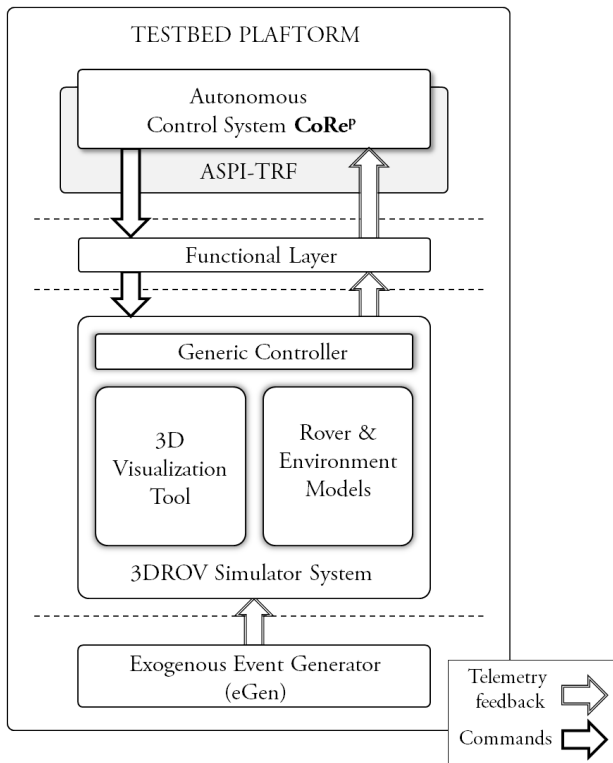 TESTBED PLAFTORM
Autonomous
Control System CoReᵖ
ASPI-TRF
Functional Layer
Generic Controller
3D
Visualization
Tool
Rover &
Environment
Models
3DROV Simulator System
Exogenous Event Generator
(eGen)
Telemetry
feedback
Commands